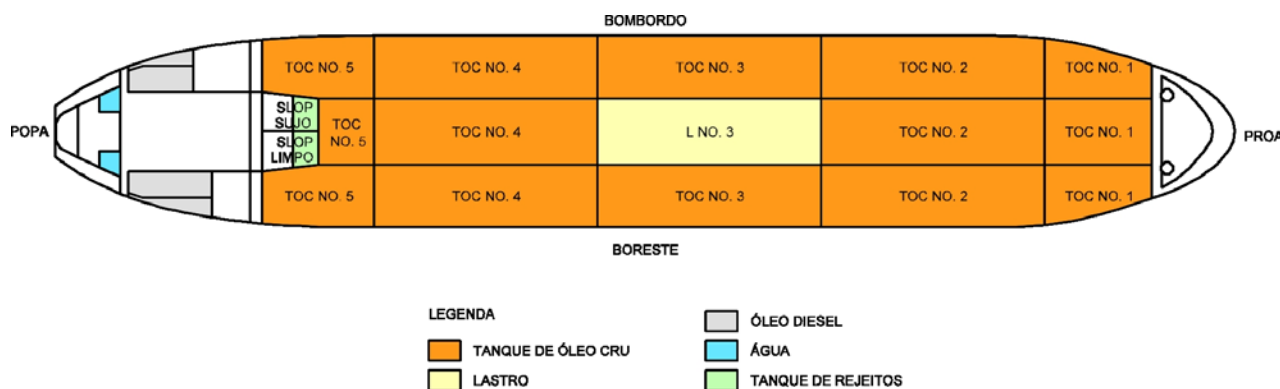 BOMBORDO
TOC NO. 5 TOC NO. 4 TOC NO. 3 TOC NO. 2 TOC NO. 1
POPA
SLOP
SUJO
SLOP
LIMPO
TOC
NO. 5
TOC NO. 4 L NO. 3 TOC NO. 2 TOC NO. 1
PROA
TOC NO. 5 TOC NO. 4 TOC NO. 3 TOC NO. 2 TOC NO. 1
BORESTE
LEGENDA
TANQUE DE ÓLEO CRU
LASTRO
ÓLEO DIESEL
ÁGUA
TANQUE DE REJEITOS